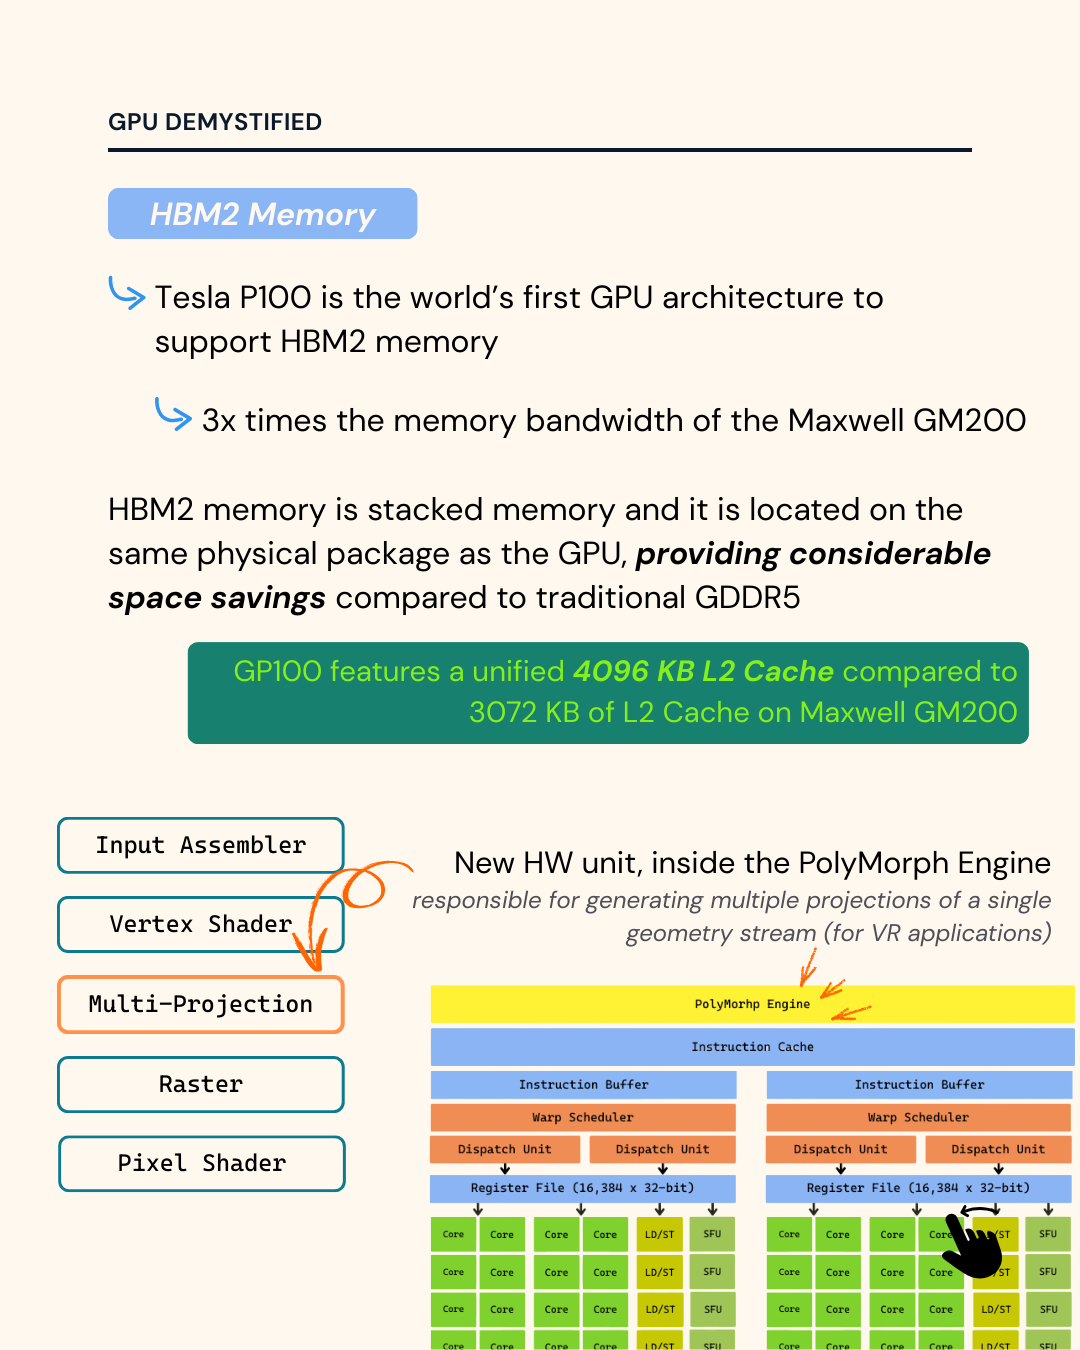 GPU DEMYSTIFIED
HBM2 Memory
Tesla P100 is the world’s first GPU architecture to
support HBM2 memory
3x times the memory bandwidth of the Maxwell GM200
HBM2 memory is stacked memory and it is located on the
same physical package as the GPU, providing considerable
space savings compared to traditional GDDR5
GP100 features a unified 4096 KB L2 Cache compared to
3072 KB of L2 Cache on Maxwell GM200
Input Assembler
Vertex Shader
Multi-Projection
Raster
Pixel Shader
New HW unit, inside the PolyMorph Engine
responsible for generating multiple projections of a single
geometry stream (for VR applications)
PolyMorhp Engine
Instruction Cache
Instruction Buffer Instruction Buffer
Warp Scheduler Warp Scheduler
Dispatch Unit Dispatch Unit Dispatch Unit Dispatch Unit
Register File (16,384 x 32-bit) Register File (16,384 x 32-bit)
Core Core Core Core LD/ST SFU Core Core Core Core LD/ST SFU
Core Core Core Core LD/ST SFU Core Core Core Core LD/ST SFU
Core Core Core Core LD/ST SFU Core Core Core Core LD/ST SFU
Core Core Core Core LD/ST SFU Core Core Core Core LD/ST SFU